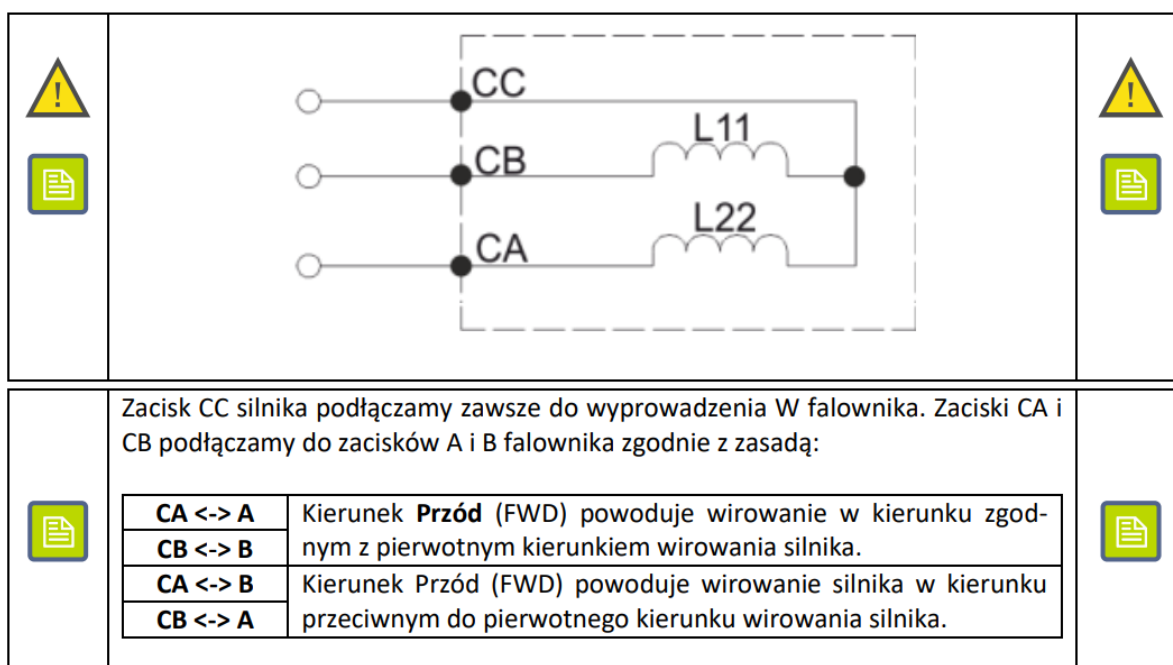 CC
L11
CB
L22
CA
Zacisk CC silnika podłączamy zawsze do wyprowadzenia W falownika. Zaciski CA i
CB podłączamy do zacisków A i B falownika zgodnie z zasadą:
CA <-> A
Kierunek Przód (FWD) powoduje wirowanie w kierunku zgod-
CB <-> B
nym z pierwotnym kierunkiem wirowania silnika.
CA <-> B
Kierunek Przód (FWD) powoduje wirowanie silnika w kierunku
CB <-> A
przeciwnym do pierwotnego kierunku wirowania silnika.